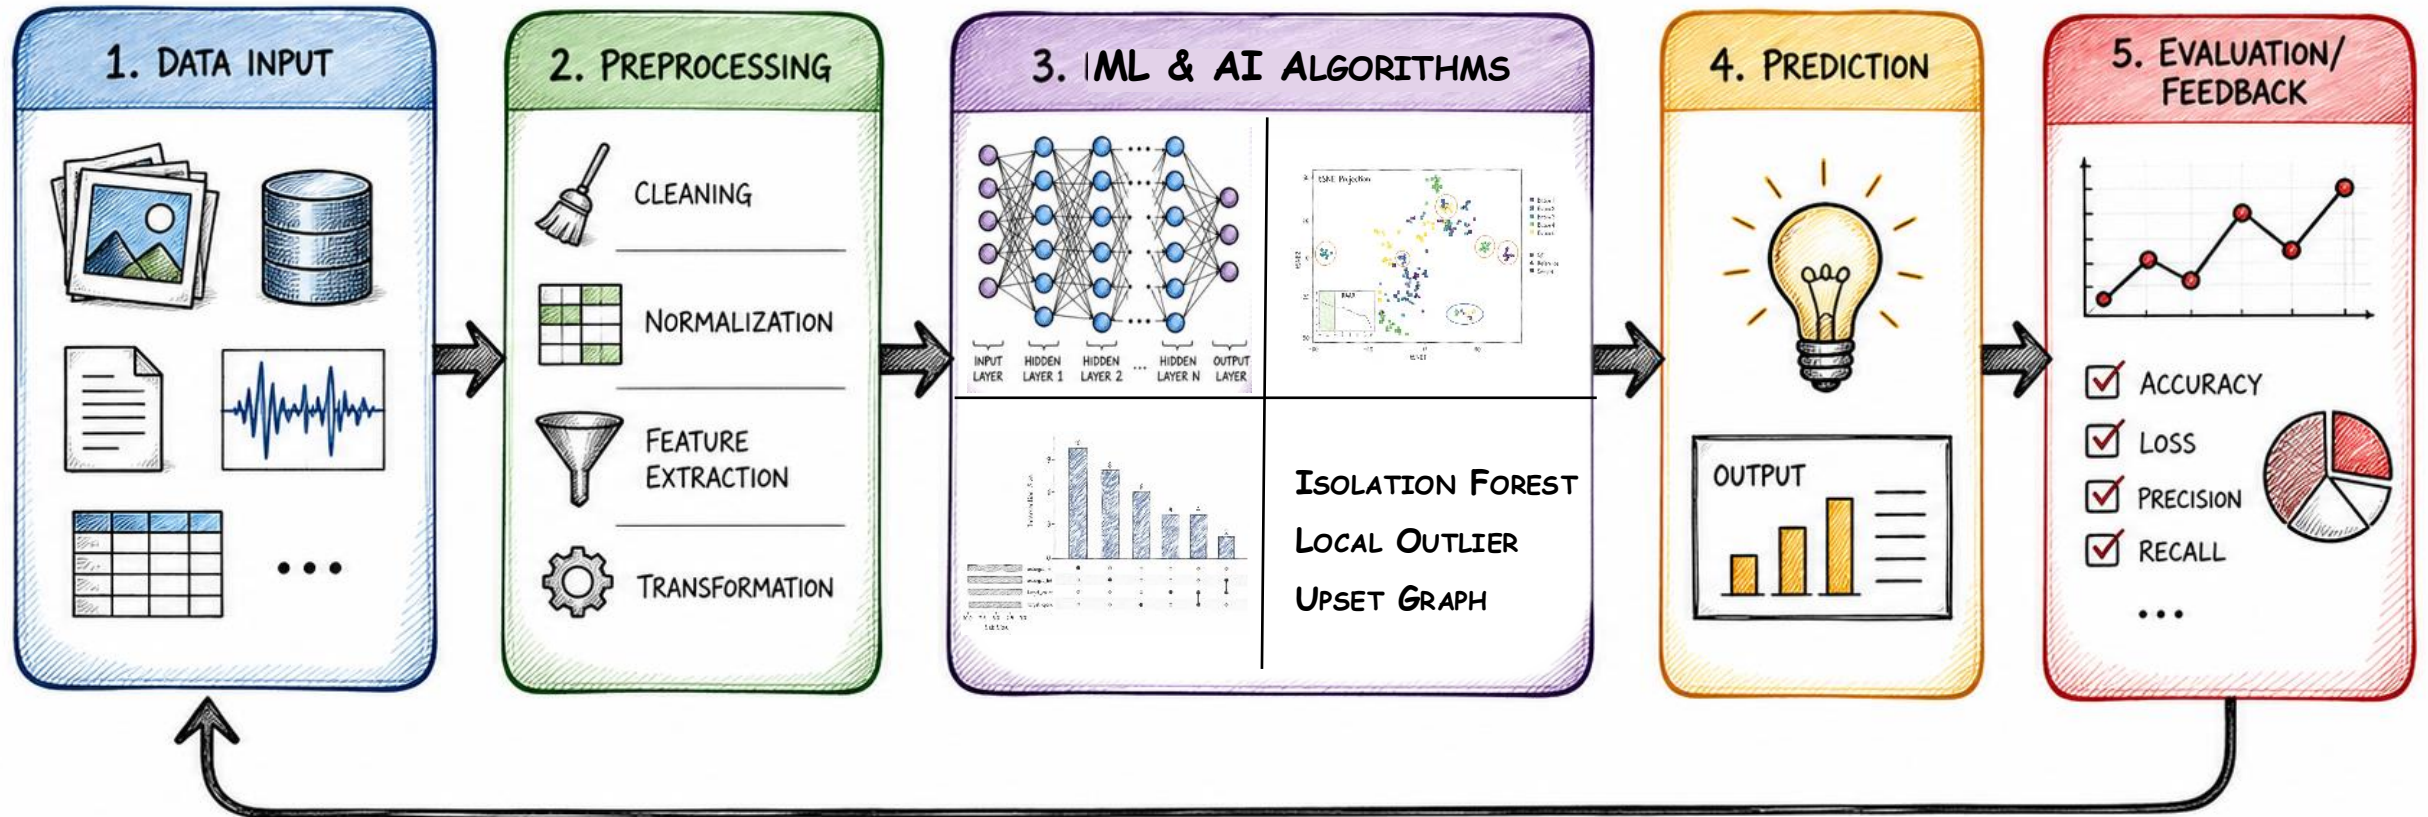 1. DATA INPUT
2. PREPROCESSING
CLEANING
NORMALIZATION
FEATURE
EXTRACTION
TRANSFORMATION
3. ML & AI ALGORITHMS
INPUT
LAYER
HIDDEN
LAYER 1
HIDDEN
LAYER 2
...
HIDDEN
LAYER N
OUTPUT
LAYER
tSNE Projection
ISOLATION FOREST
LOCAL OUTLIER
UPSET GRAPH
4. PREDICTION
OUTPUT
5. EVALUATION/
FEEDBACK
ACCURACY
LOSS
PRECISION
RECALL
...